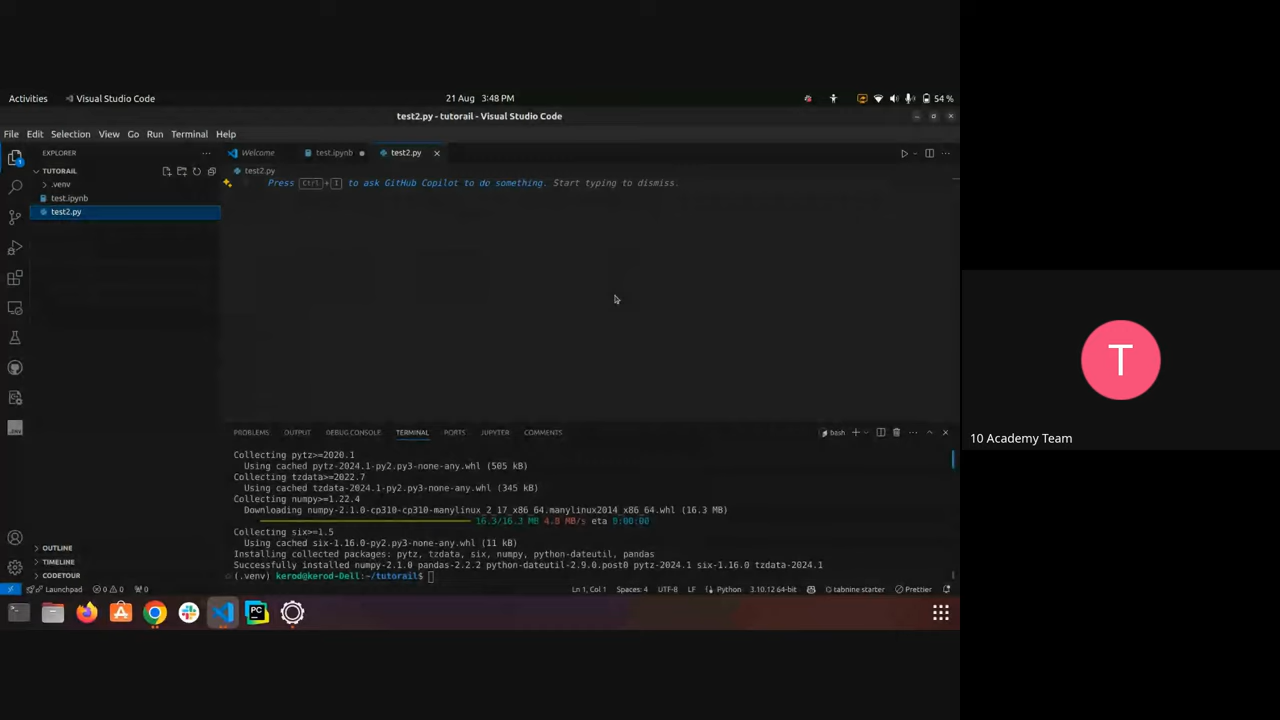 Activities
Visual Studio Code
21 Aug 3:48 PM
54 %
test2.py - tutorail - Visual Studio Code
File Edit Selection View Go Run Terminal Help
EXPLORER
Welcome
test.ipynb
test2.py
TUTORAIL
test2.py
.venv
Press Ctrl+I to ask GitHub Copilot to do something. Start typing to dismiss.
test.ipynb
test2.py
PROBLEMS OUTPUT DEBUG CONSOLE TERMINAL PORTS JUPYTER COMMENTS
bash
Collecting pytz>=2020.1
Using cached pytz-2024.1-py2.py3-none-any.whl (505 kB)
Collecting tzdata>=2022.7
Using cached tzdata-2024.1-py2.py3-none-any.whl (345 kB)
Collecting numpy>=1.22.4
Downloading numpy-2.1.0-cp310-cp310-manylinux_2_17_x86_64.manylinux2014_x86_64.whl (16.3 MB)
16.3/16.3 MB 4.8 MB/s eta 0:00:00
Collecting six>=1.5
Using cached six-1.16.0-py2.py3-none-any.whl (11 kB)
Installing collected packages: pytz, tzdata, six, numpy, python-dateutil, pandas
Successfully installed numpy-2.1.0 pandas-2.2.2 python-dateutil-2.9.0.post0 pytz-2024.1 six-1.16.0 tzdata-2024.1
(.venv) kerod@kerod-Dell:~/tutorail$
OUTLINE
TIMELINE
CODETOUR
Launchpad
0
0
0
Ln 1, Col 1
Spaces: 4
UTF-8
LF
Python
3.10.12 64-bit
tabnine starter
Prettier
PC
T
10 Academy Team